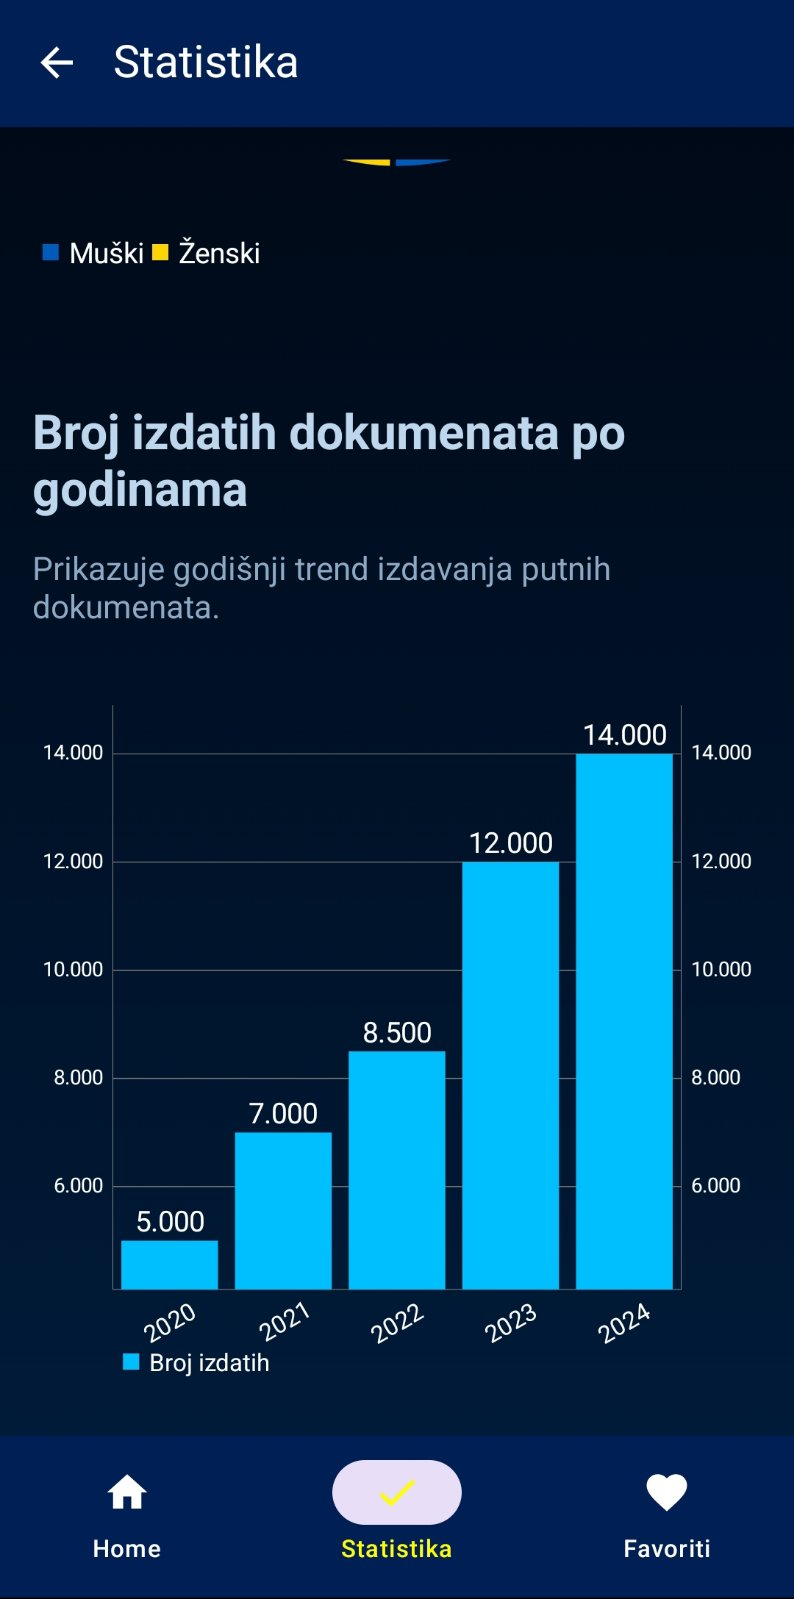 Statistika
Muški Ženski
Broj izdatih dokumenata po
godinama
Prikazuje godišnji trend izdavanja putnih
dokumenata.
14.000
14.000 14.000
12.000
12.000 12.000
10.000 10.000
8.500
8.000 8.000
7.000
6.000 6.000
5.000
2020 2021 2022 2023 2024
Broj izdatih
Home Statistika Favoriti